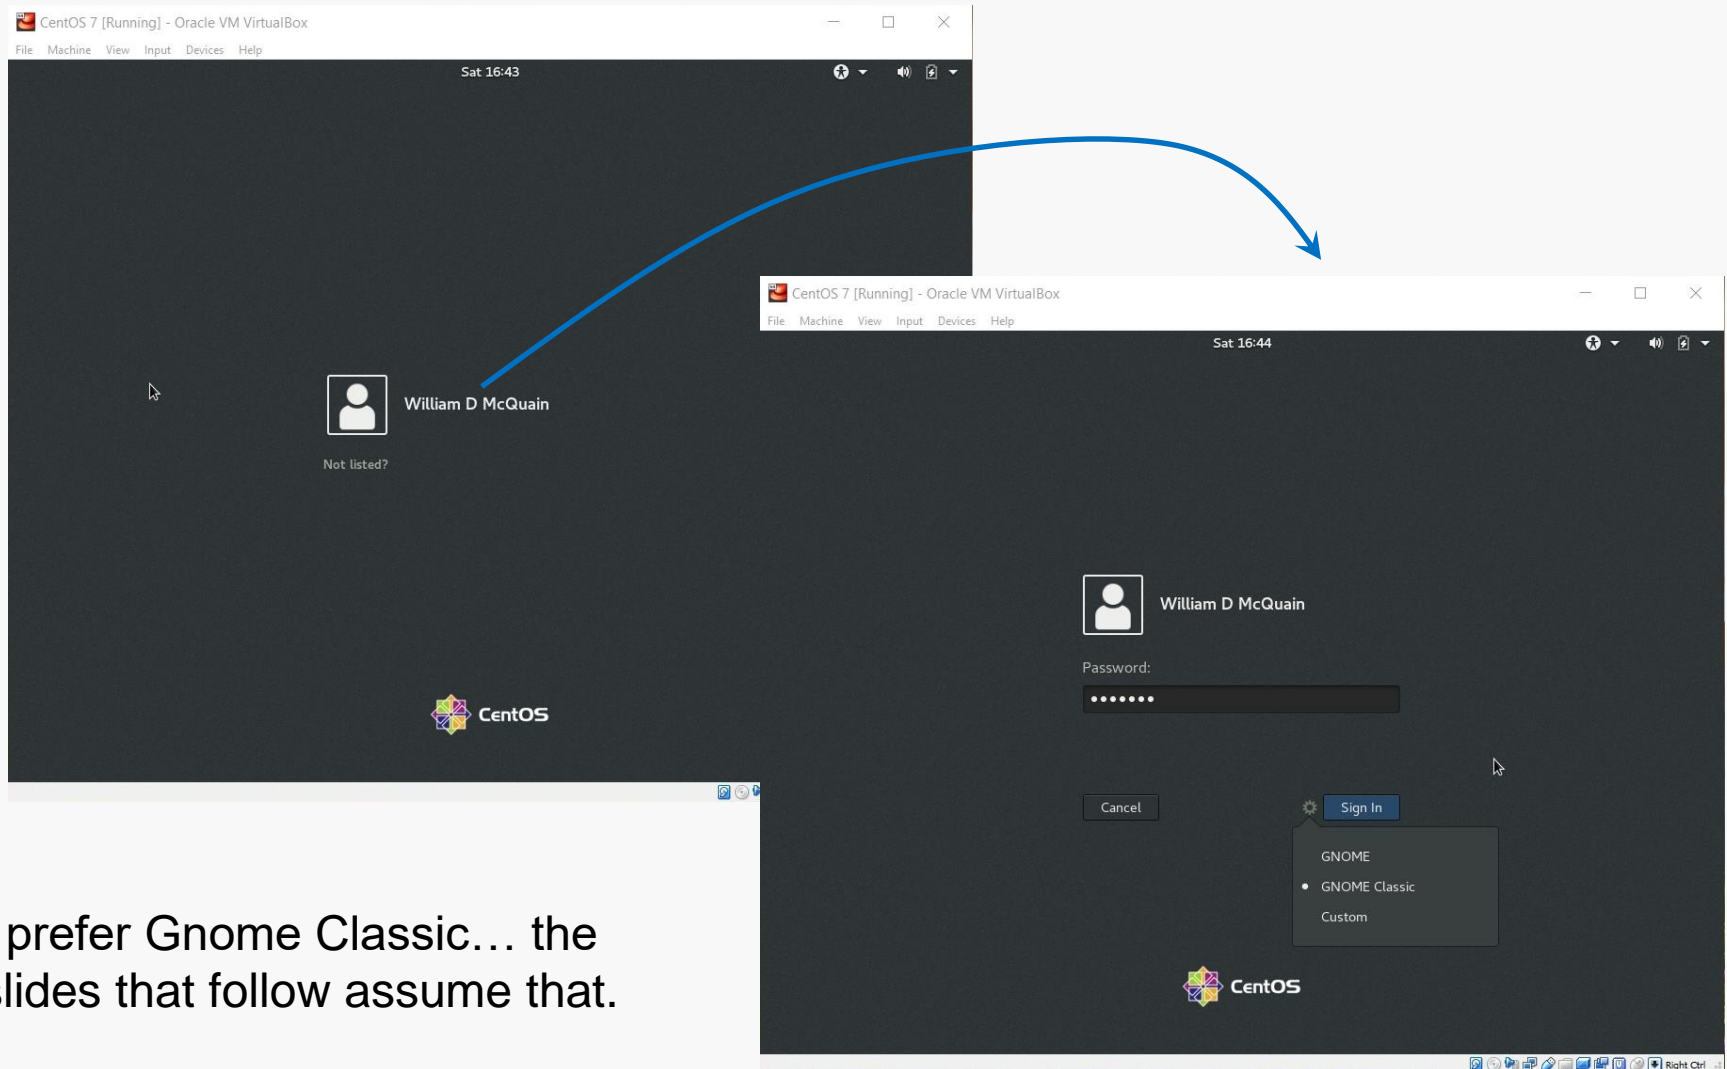 CentOS 7 [Running] - Oracle VM VirtualBox
File Machine View Input Devices Help
Sat 16:43
William D McQuain
Not listed?
CentOS
CentOS 7 [Running] - Oracle VM VirtualBox
File Machine View Input Devices Help
Sat 16:44
William D McQuain
Password:
Cancel
Sign In
GNOME
GNOME Classic
Custom
CentOS
Right Ctrl
prefer Gnome Classic… the
slides that follow assume that.